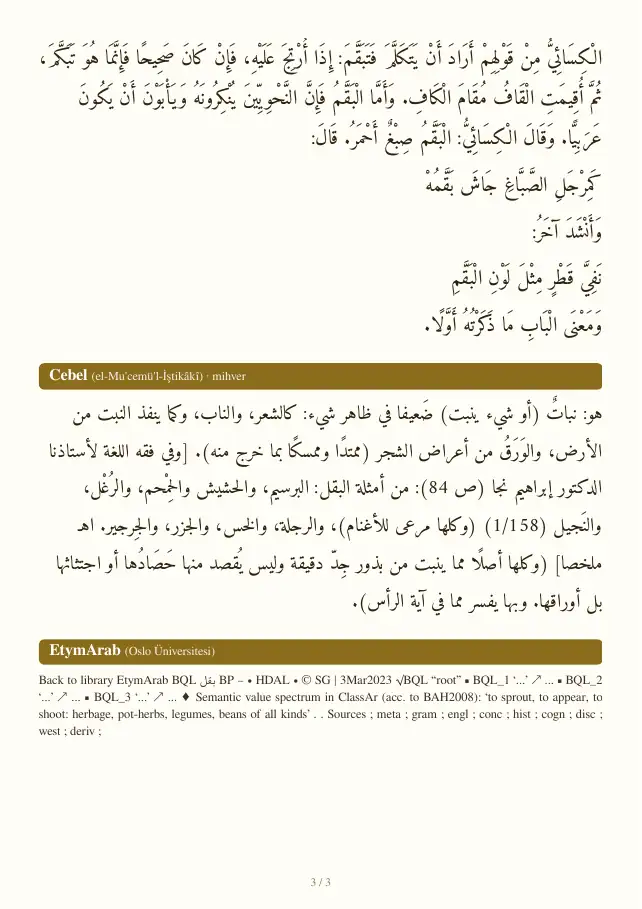 الْكِسَائِيُّ مِنْ قَوْلِهِمْ أَرَادَ أَنْ يَتَكَلَّمَ فَتَبَقَّمَ: إِذَا أُرْتِجَ عَلَيْهِ، فَإِنْ كَانَ صَحِيحًا فَإِنَّمَا هُوَ تَبَكَّمَ،
ثُمَّ أُقِيمَتِ الْقَافُ مُقَامَ الْكَافِ. وَأَمَّا الْبَقَّمُ فَإِنَّ النَّحْوِيِّينَ يُنْكِرُونَهُ وَيَأْبَوْنَ أَنْ يَكُونَ
عَرَبِيًّا. وَقَالَ الْكِسَائِيُّ: الْبَقَّمُ صِبْغٌ أَحْمَرُ. قَالَ:
كَمِرْجَلِ الصَّبَّاغِ جَاشَ بَقَّمُهْ
وَأَنْشَدَ آخَرُ:
نَفِيَّ قَطْرٍ مِثْلَ لَوْنِ الْبَقَّمِ
وَمَعْنَى الْبَابِ مَا ذَكَرْتُهُ أَوَّلًا.
Cebel (el-Mu'cemü'l-İştikâkî) · mihver
هو: نباتٌ (أو شيء ينبت) ضَعيفا في ظاهر شيء: كالشعر، والناب، وكما ينفذ النبت من
الأرض، والوَرَقُ من أعراض الشجر (ممتدًا وممسكًا بما خرج منه). [وفي فقه اللغة لأستاذنا
الدكتور إبراهيم نجا (ص 84): من أمثلة البقل: البرسيم، والحشيش والحِمْحم، والرُغْل،
والنَجيل (1/158) (وكلها مرعى للأغنام)، والرجلة، والخس، والجزر، والجِرجير. اهـ
ملخصا] (وكلها أصلًا مما ينبت من بذور جِدّ دقيقة وليس يُقصد منها حَصَادُها أو اجتثاثها
بل أوراقها. وبها يفسر مما في آية الرأس).
EtymArab (Oslo Üniversitesi)
Back to library EtymArab BQL بقل BP – • HDAL • © SG | 3Mar2023 √BQL “root” ▪ BQL_1 ‘…’ ↗ … ▪ BQL_2
‘…’ ↗ … ▪ BQL_3 ‘…’ ↗ … ♦ Semantic value spectrum in ClassAr (acc. to BAH2008): ‘to sprout, to appear, to
shoot: herbage, pot-herbs, legumes, beans of all kinds’ . . Sources ; meta ; gram ; engl ; conc ; hist ; cogn ; disc ;
west ; deriv ;
3 / 3